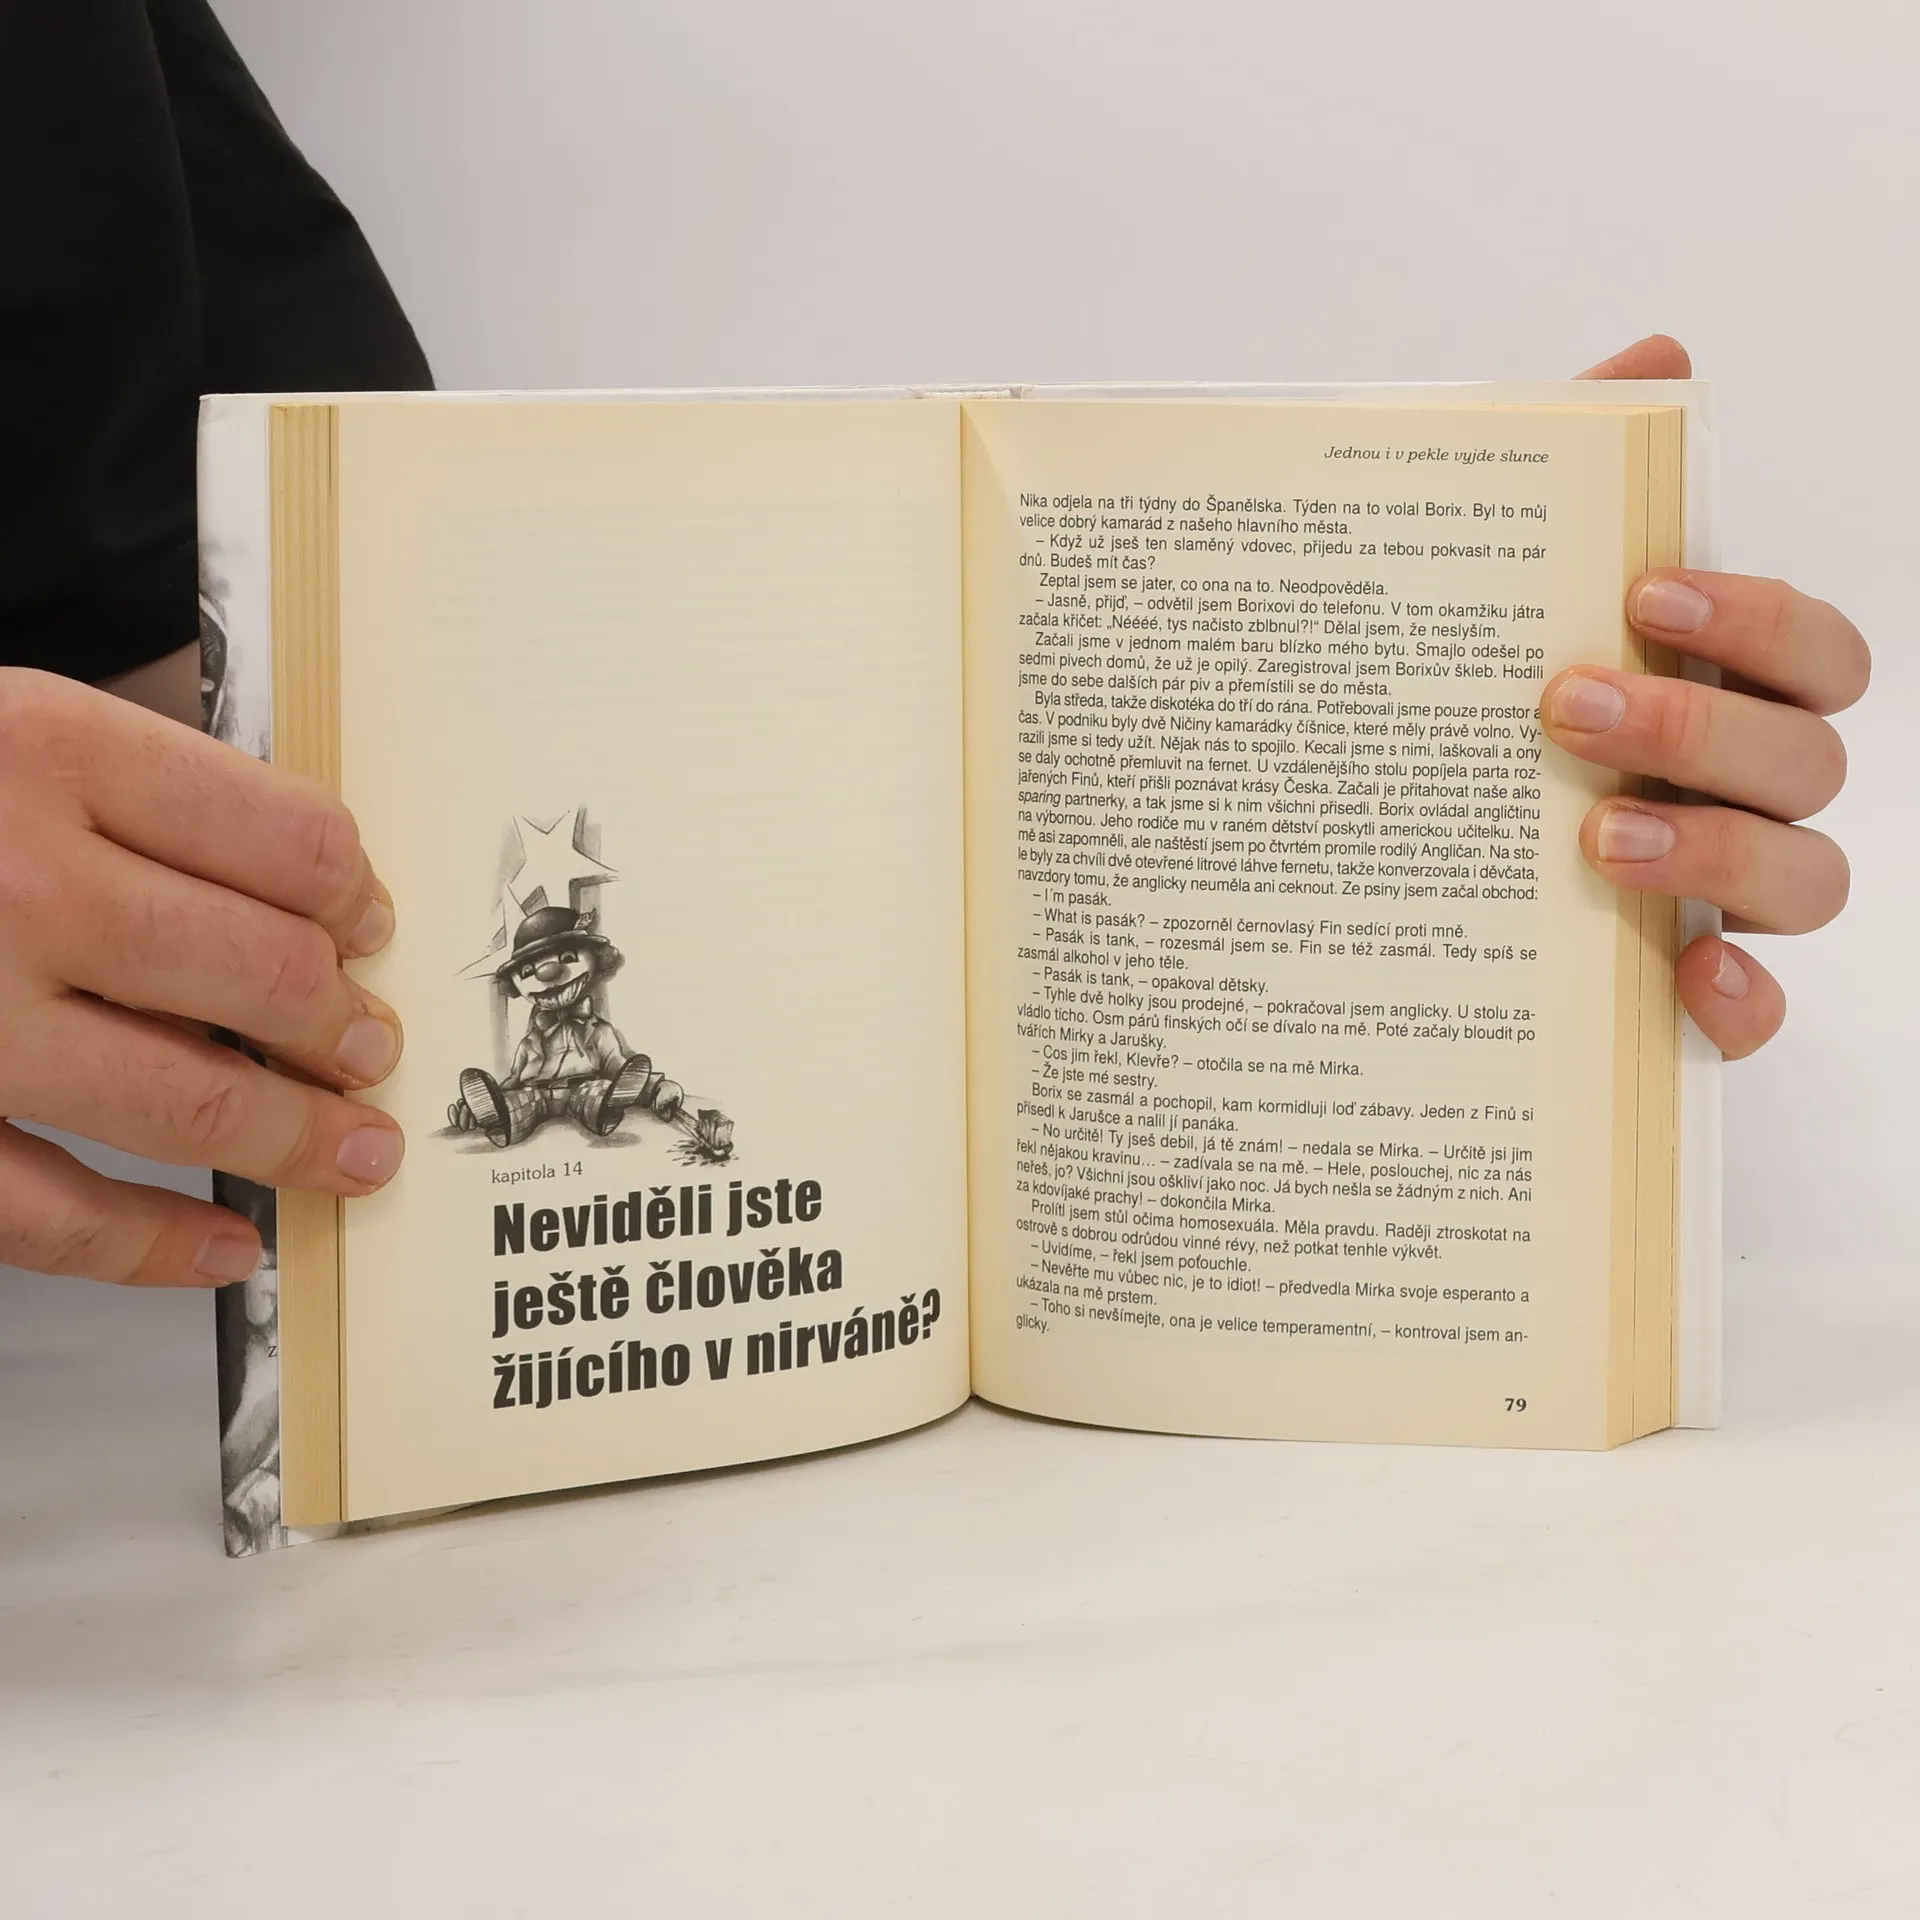 z
kapitola 14
Neviděli jste
ještě člověka
žijícího v nirváně?
Jednou i v pekle vyjde slunce
Nika odjela na tři týdny do Španělska. Týden na to volal Borix. Byl to můj
velice dobrý kamarád z našeho hlavního města.
– Když už jseš ten slaměný vdovec, přijedu za tebou pokvasit na pár
dnů. Budeš mít čas?
Zeptal jsem se jater, co ona na to. Neodpověděla.
– Jasně, přijď, – odvětil jsem Borixovi do telefonu. V tom okamžiku játra
začala křičet: „Néééé, tys načisto zblbnul?!“ Dělal jsem, že neslyším.
Začali jsme v jednom malém baru blízko mého bytu. Smajlo odešel po
sedmi pivech domů, že už je opilý. Zaregistroval jsem Borixův škleb. Hodili
jsme do sebe dalších pár piv a přemístili se do města.
Byla středa, takže diskotéka do tří do rána. Potřebovali jsme pouze prostor a
čas. V podniku byly dvě Ničiny kamarádky číšnice, které měly právě volno. Vy-
razili jsme si tedy užít. Nějak nás to spojilo. Kecali jsme s nimi, laškovali a ony
se daly ochotně přemluvit na fernet. U vzdálenějšího stolu popíjela parta roz-
jařených Finů, kteří přišli poznávat krásy Česka. Začali je přitahovat naše alko
sparing partnerky, a tak jsme si k nim všichni přisedli. Borix ovládal angličtinu
na výbornou. Jeho rodiče mu v raném dětství poskytli americkou učitelku. Na
mě asi zapomněli, ale naštěstí jsem po čtvrtém promile rodilý Angličan. Na sto-
le byly za chvíli dvě otevřené litrové láhve fernetu, takže konverzovala i děvčata,
navzdory tomu, že anglicky neuměla ani ceknout. Ze psiny jsem začal obchod:
– I´m pasák.
– What is pasák? – zpozorněl černovlasý Fin sedící proti mně.
– Pasák is tank, – rozesmál jsem se. Fin se též zasmál. Tedy spíš se
zasmál alkohol v jeho těle.
– Pasák is tank, – opakoval dětsky.
– Tyhle dvě holky jsou prodejné, – pokračoval jsem anglicky. U stolu za-
vládlo ticho. Osm párů finských očí se dívalo na mě. Poté začaly bloudit po
tvářích Mirky a Jarušky.
– Cos jim řekl, Klevře? – otočila se na mě Mirka.
– Že jste mé sestry.
Borix se zasmál a pochopil, kam kormidluji loď zábavy. Jeden z Finů si
přisedl k Jarušce a nalil jí panáka.
– No určitě! Ty jseš debil, já tě znám! – nedala se Mirka. – Určitě jsi jim
řekl nějakou kravinu... – zadívala se na mě. – Hele, poslouchej, nic za nás
neřeš, jo? Všichni jsou oškliví jako noc. Já bych nešla se žádným z nich. Ani
za kdovíjaké prachy! – dokončila Mirka.
Prolítl jsem stůl očima homosexuála. Měla pravdu. Raději ztroskotat na
ostrově s dobrou odrůdou vinné révy, než potkat tenhle výkvět.
– Uvidíme, – řekl jsem poťouchle.
– Nevěřte mu vůbec nic, je to idiot! – předvedla Mirka svoje esperanto a
ukázala na mě prstem.
– Toho si nevšímejte, ona je velice temperamentní, – kontroval jsem an-
glicky.
79